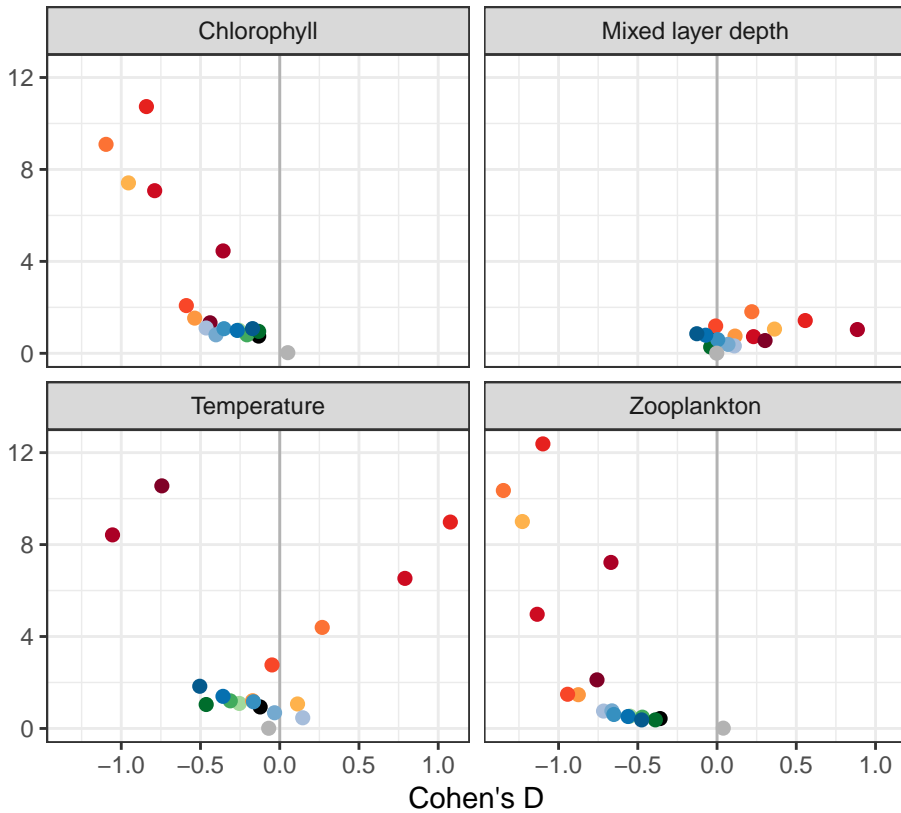 Chlorophyll
Mixed layer depth
12
8
4
0
Temperature
Zooplankton
12
8
4
0
−1.0 −0.5 0.0 0.5 1.0 −1.0 −0.5 0.0 0.5 1.0
Cohen's D